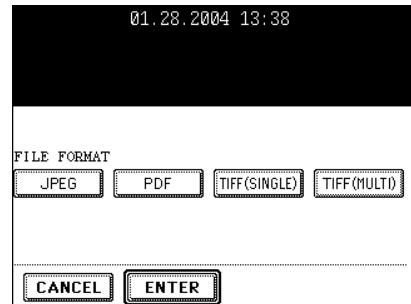 01.28.2004 13:38
FILE FORMAT
JPEG PDF TIFF(SINGLE) TIFF(MULTI)
CANCEL ENTER